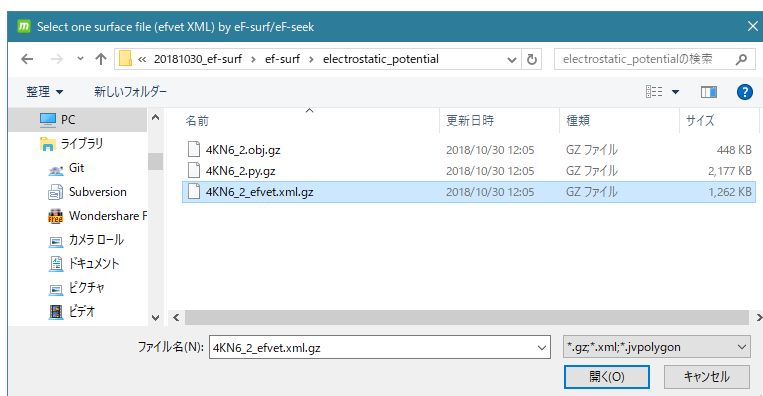 Select one surface file (efvet XML) by eF-surf/eF-seek
« 20181030_ef-surf > ef-surf > electrostatic_potential
electrostatic_potentialの検索
整理 新しいフォルダー
PC
ライブラリ
Git
Subversion
Wondershare F
カメラ ロール
ドキュメント
ピクチャ
ビデオ
名前 更新日時 種類 サイズ
4KN6_2.obj.gz 2018/10/30 12:05 GZ ファイル 448 KB
4KN6_2.py.gz 2018/10/30 12:05 GZ ファイル 2,177 KB
4KN6_2_efvet.xml.gz 2018/10/30 12:05 GZ ファイル 1,262 KB
ファイル名(N): 4KN6_2_efvet.xml.gz *.gz;*.xml;*.jvpolygon
開く(O) キャンセル